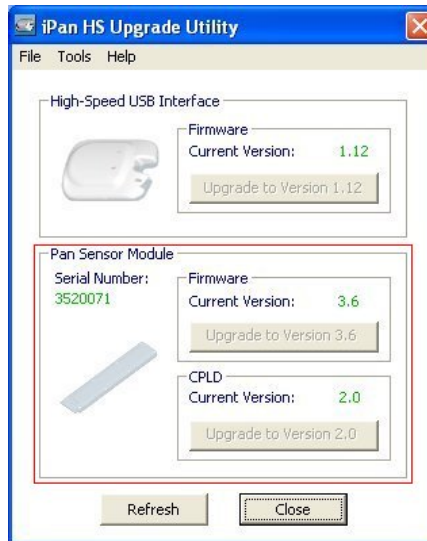 iPan HS Upgrade Utility
File Tools Help
High-Speed USB Interface
Firmware
Current Version: 1.12
Upgrade to Version 1.12
Pan Sensor Module
Serial Number:
3520071
Firmware
Current Version: 3.6
Upgrade to Version 3.6
CPLD
Current Version: 2.0
Upgrade to Version 2.0
Refresh Close